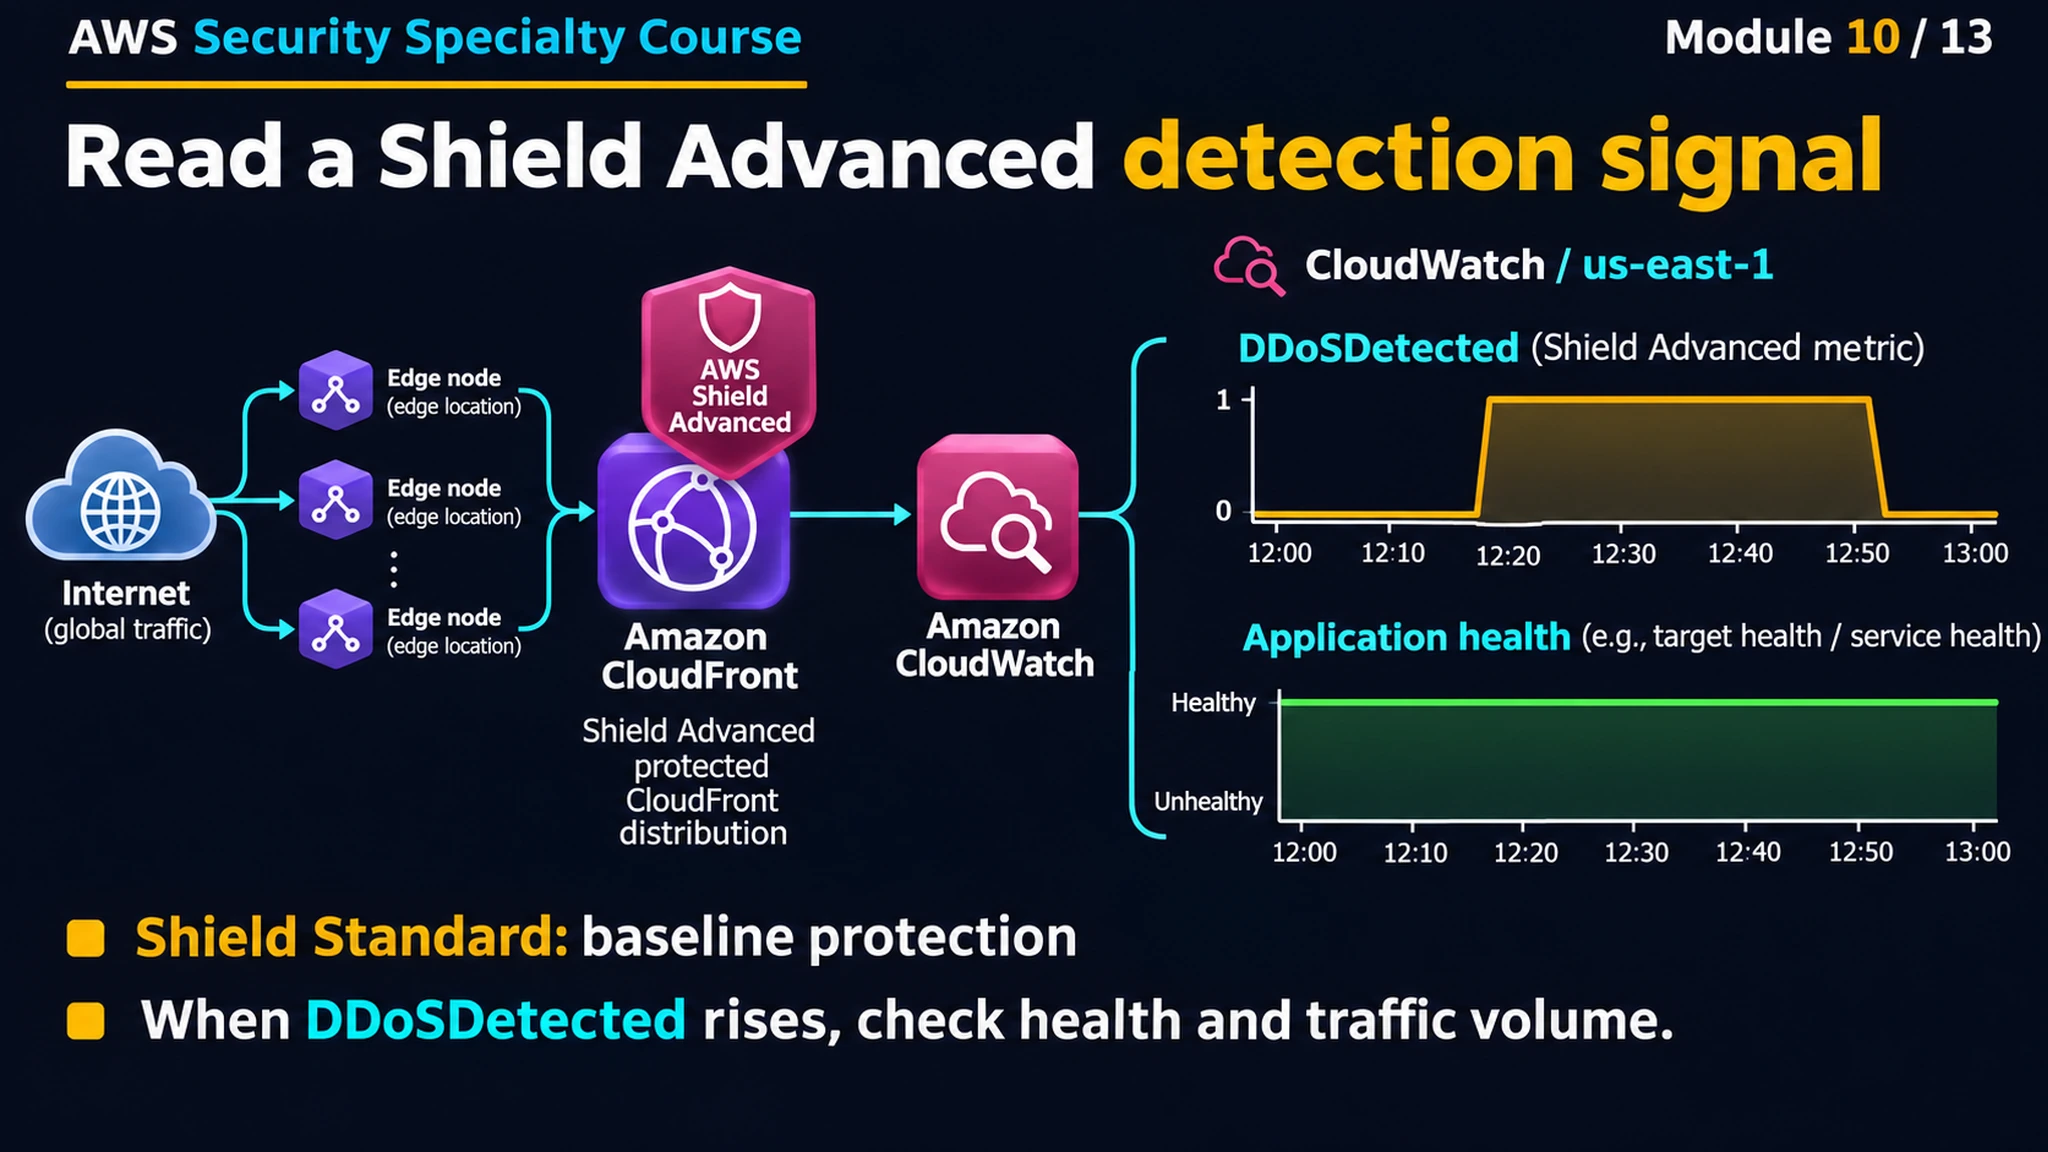 AWS Security Specialty Course
Module 10 / 13
Read a Shield Advanced detection signal
Internet
(global traffic)
Edge node
(edge location)
Edge node
(edge location)
Edge node
(edge location)
AWS
Shield
Advanced
Amazon
CloudFront
Shield Advanced
protected
CloudFront
distribution
Amazon
CloudWatch
CloudWatch / us-east-1
DDoSDetected (Shield Advanced metric)
1
0
12:00 12:10 12:20 12:30 12:40 12:50 13:00
Application health (e.g., target health / service health)
Healthy
Unhealthy
12:00 12:10 12:20 12:30 12:40 12:50 13:00
Shield Standard: baseline protection
When DDoSDetected rises, check health and traffic volume.